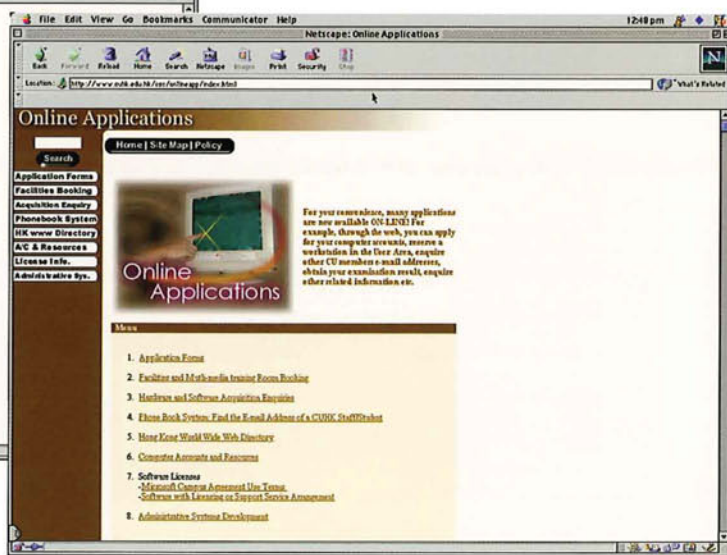 File Edit View Go Bookmarks Communicator Help 12:48 pm
Netscape: Online Applications
Back Forward Reload Home Search Netscape Images Print Security Stop
Location: What's Related
Online Applications
Home | Site Map | Policy
Search
Application Forms
Facilities Booking
Acquisition Enquiry
Phonebook System
HK www Directory
A/C & Resources
License Info.
Administrative Sys.
Online
Applications
For your convenience, many applications
are now available ON-LINE! For
example, through the web, you can apply
for your computer accounts, reserve a
workstation in the User Area, enquire
other CU members e-mail addresses,
obtain your examination result, enquire
other related information etc.
Menu
1. Application Forms
2. Facilities and Multi-media training Room Booking
3. Hardware and Software Acquisition Enquiries
4. Phone Book System: Find the E-mail Address of a CUHK Staff/Student
5. Hong Kong World Wide Web Directory
6. Computer Accounts and Resources
7. Software Licenses
-Microsoft Campus Agreement Use Terms
-Software with Licensing or Support Service Arrangement
8. Administrative Systems Development